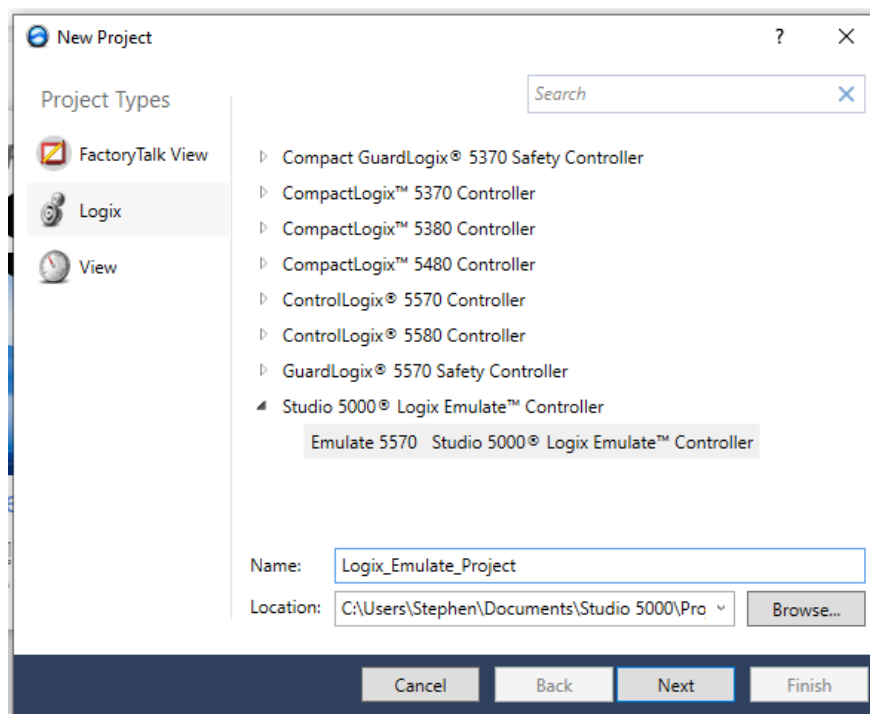 New Project
?
Project Types
Search
FactoryTalk View
Logix
View
Compact GuardLogix® 5370 Safety Controller
CompactLogix™ 5370 Controller
CompactLogix™ 5380 Controller
CompactLogix™ 5480 Controller
ControlLogix® 5570 Controller
ControlLogix® 5580 Controller
GuardLogix® 5570 Safety Controller
Studio 5000® Logix Emulate™ Controller
Emulate 5570 Studio 5000® Logix Emulate™ Controller
Name: Logix_Emulate_Project
Location: C:\Users\Stephen\Documents\Studio 5000\Pro
Browse...
Cancel Back Next Finish